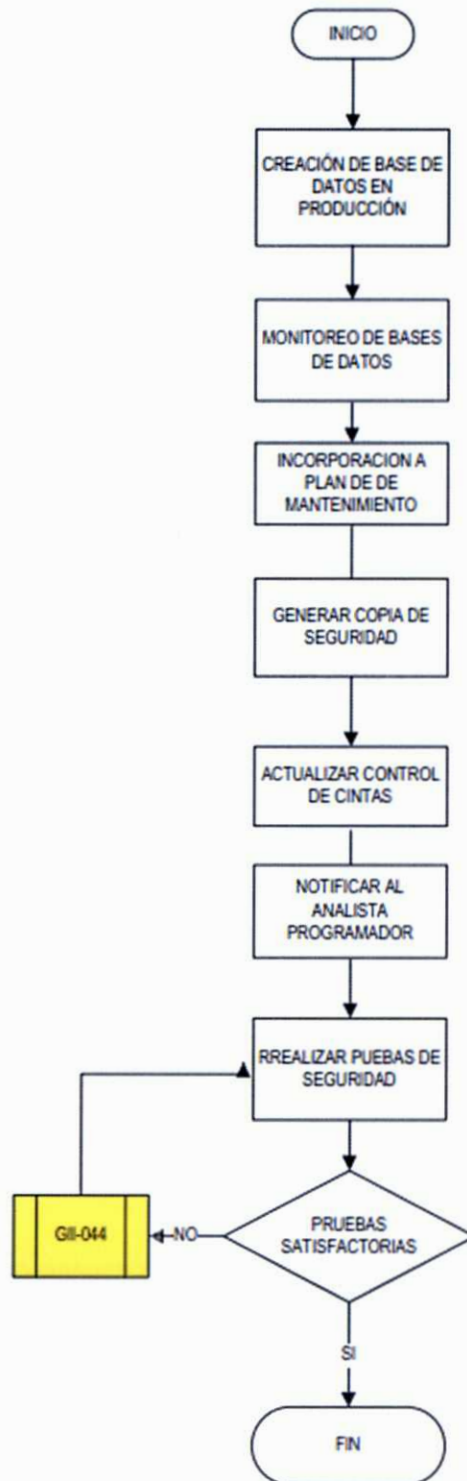 INICIO
CREACIÓN DE BASE DE
DATOS EN
PRODUCCIÓN
MONITOREO DE BASES
DE DATOS
INCORPORACION A
PLAN DE DE
MANTENIMIENTO
GENERAR COPIA DE
SEGURIDAD
ACTUALIZAR CONTROL
DE CINTAS
NOTIFICAR AL
ANALISTA
PROGRAMADOR
RREALIZAR PUEBAS DE
SEGURIDAD
GII-044
NO
PRUEBAS
SATISFACTORIAS
SI
FIN